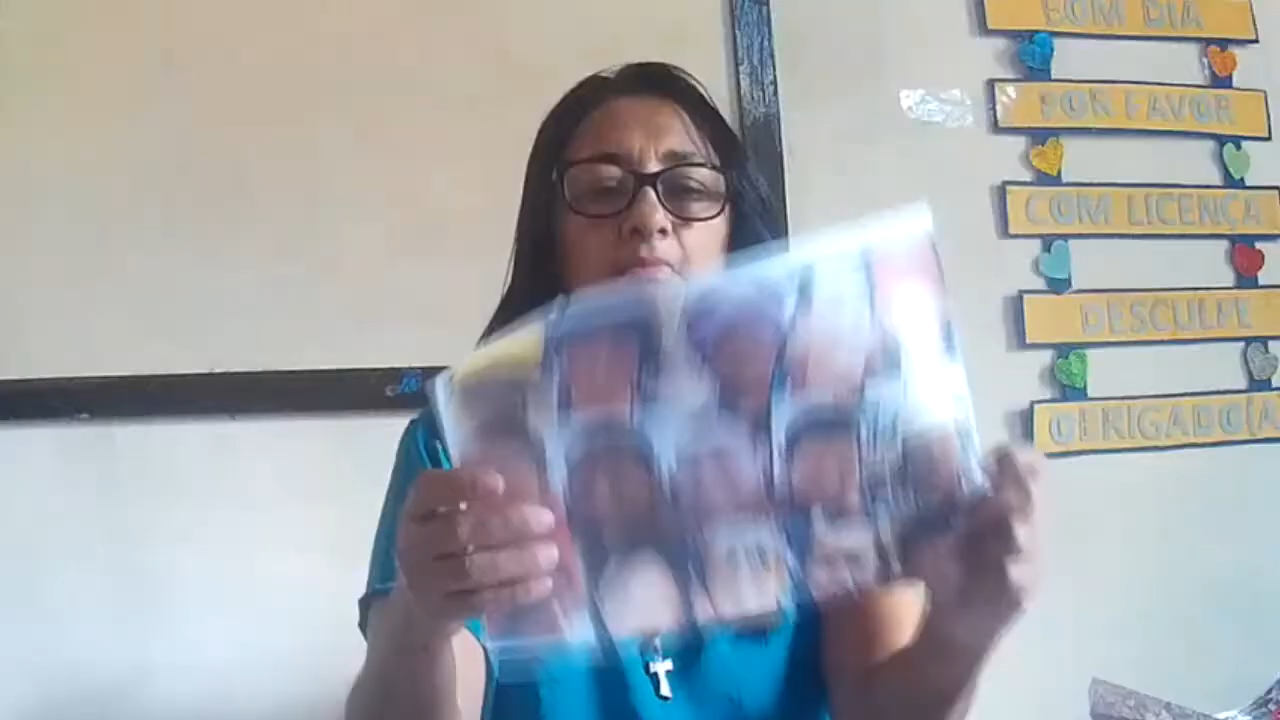 BOM DIA
POR FAVOR
COM LICENÇA
DESCULPE
OBRIGADO(A